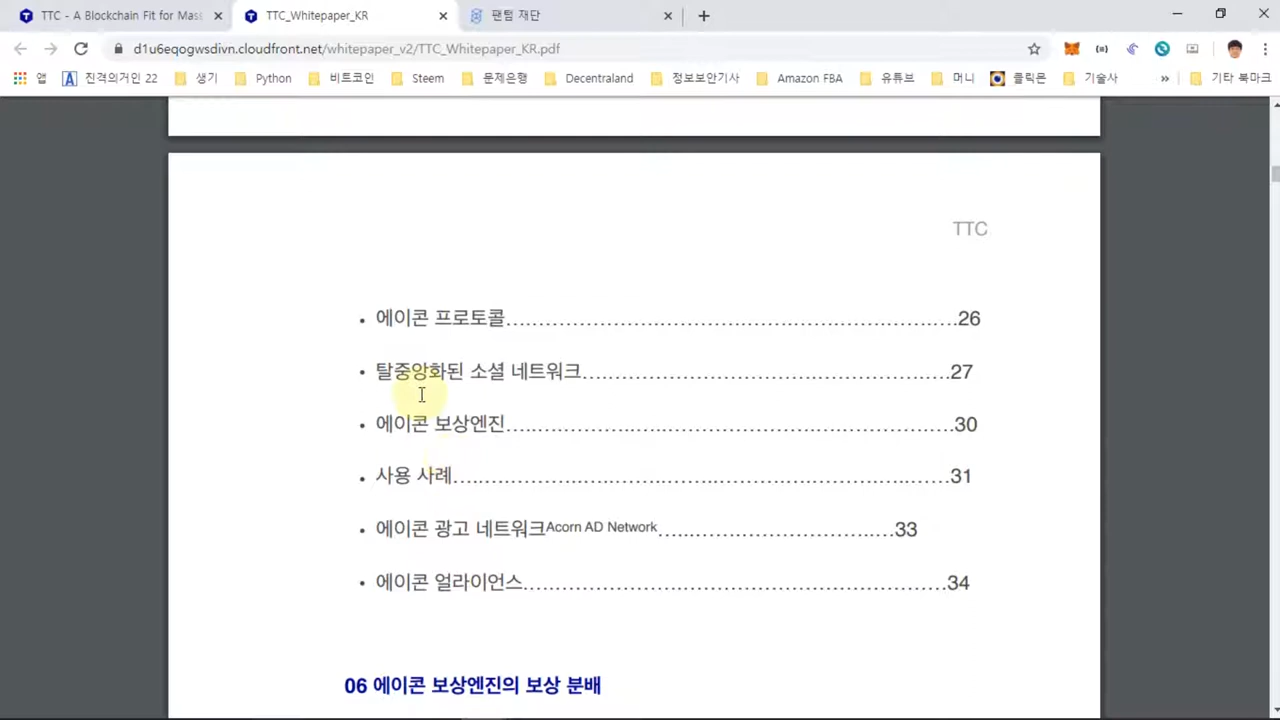 TTC - A Blockchain Fit for Mass
TTC_Whitepaper_KR
팬텀 재단
d1u6eqogwsdivn.cloudfront.net/whitepaper_v2/TTC_Whitepaper_KR.pdf
앱 진격의거인 22 생기 Python 비트코인 Steem 문제은행 Decentraland 정보보안기사 Amazon FBA 유튜브 머니 클릭몬 기술사 » 기타 북마크
TTC
• 에이콘 프로토콜..........................................................26
• 탈중앙화된 소셜 네트워크..........................................................27
• 에이콘 보상엔진..........................................................30
• 사용 사례..........................................................31
• 에이콘 광고 네트워크Acorn AD Network..........................................................33
• 에이콘 얼라이언스..........................................................34
06 에이콘 보상엔진의 보상 분배